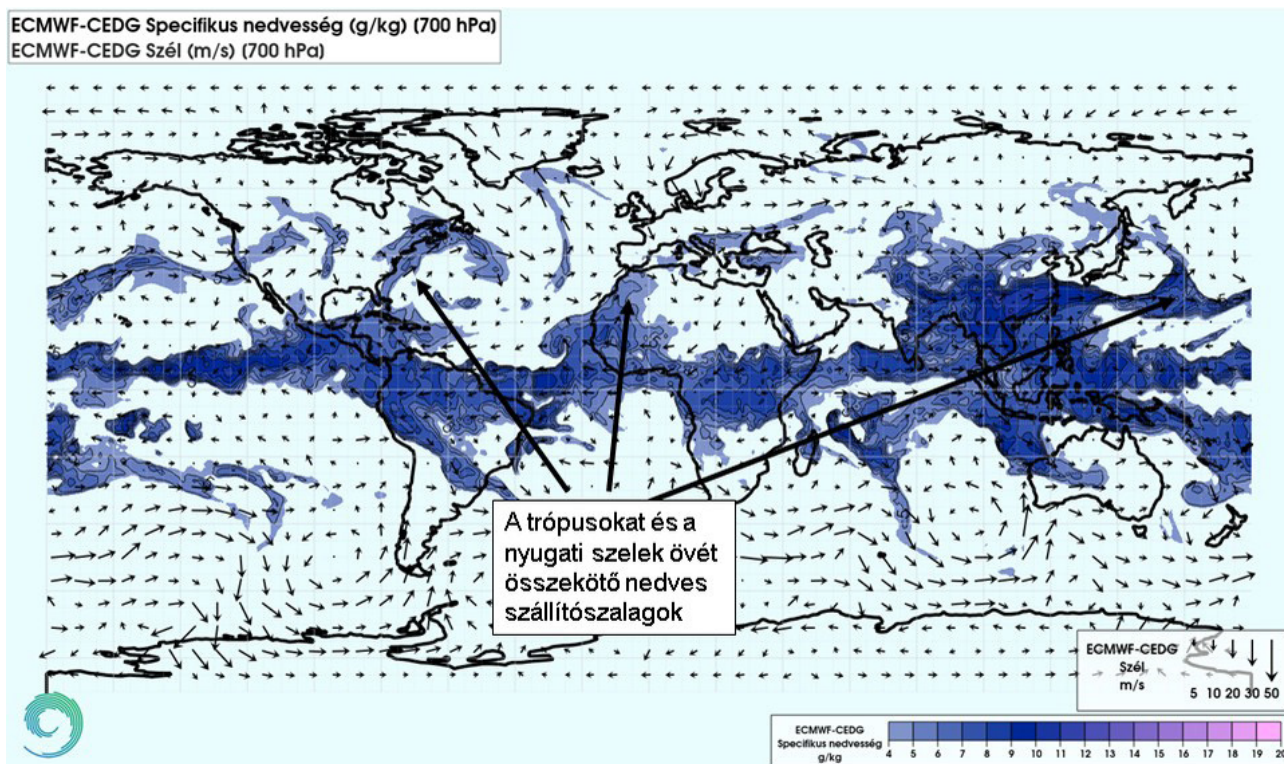 ECMWF-CEDG Specifikus nedvesség (g/kg) (700 hPa)
ECMWF-CEDG Szél (m/s) (700 hPa)
A trópusokat és a
nyugati szelek övét
összekötő nedves
szállítószalagok
ECMWF-CEDG
Szél
m/s
5 10 20 30 50
ECMWF-CEDG
Specifikus nedvesség
g/kg
4 5 6 7 8 9 10 11 12 13 14 15 16 17 18 19 20